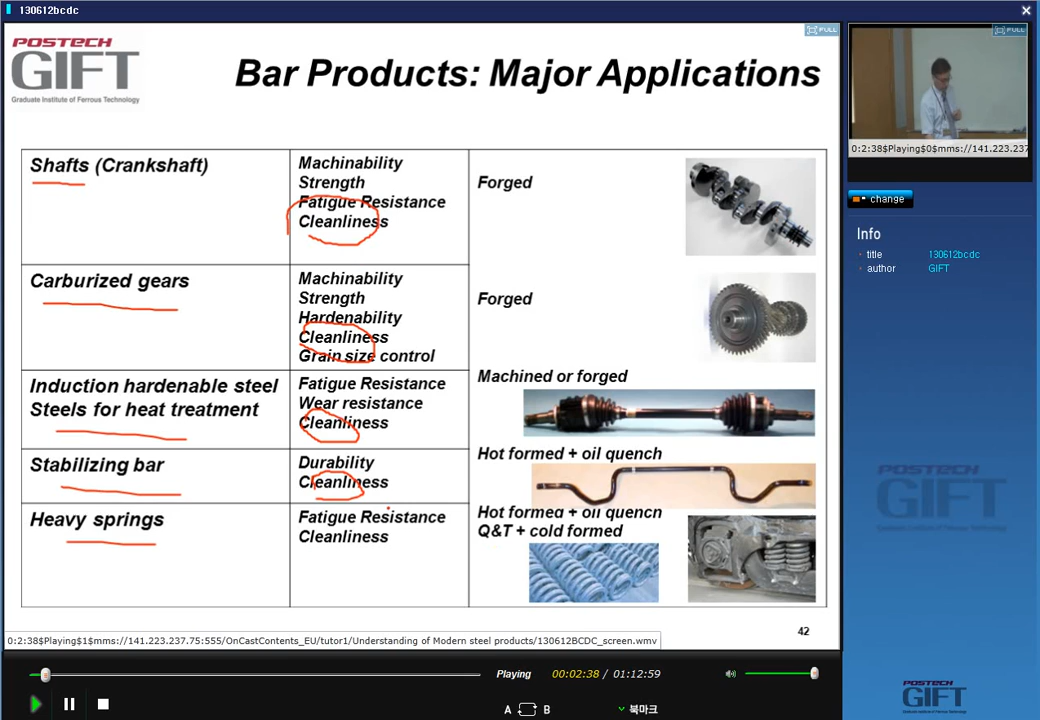 130612bcdc
POSTECH
GIFT
Graduate Institute of Ferrous Technology
Bar Products: Major Applications
FULL
FULL
Shafts (Crankshaft)
Machinability
Strength
Fatigue Resistance
Cleanliness
Forged
Carburized gears
Machinability
Strength
Hardenability
Cleanliness
Grain size control
Forged
Induction hardenable steel
Steels for heat treatment
Fatigue Resistance
Wear resistance
Cleanliness
Machined or forged
Stabilizing bar
Durability
Cleanliness
Hot formed + oil quench
Heavy springs
Fatigue Resistance
Cleanliness
Hot formed + oil quench
Q&T + cold formed
42
0:2:38$Playing$1$mms://141.223.237.75:555/OnCastContents_EU/tutor1/Understanding of Modern steel products/130612BCDC_screen.wmv
0:2:38$Playing$0$mms://141.223.237
change
Info
title 130612bcdc
author GIFT
POSTECH
GIFT
Playing 00:02:38 / 01:12:59
A B 북마크
POSTECH
GIFT